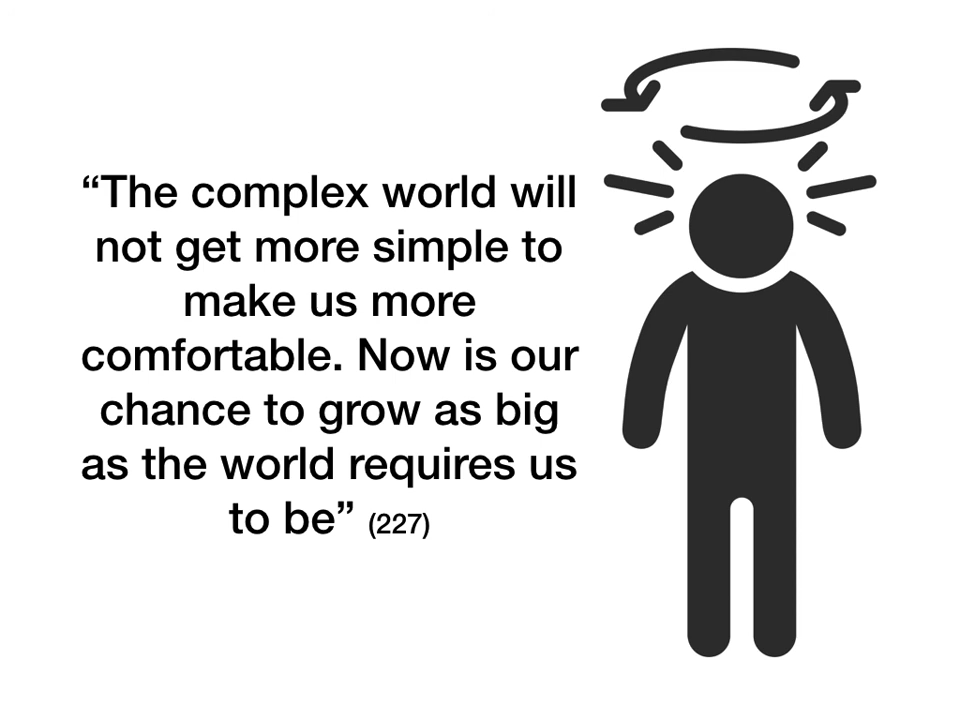 “The complex world will
not get more simple to
make us more
comfortable. Now is our
chance to grow as big
as the world requires us
to be” (227)